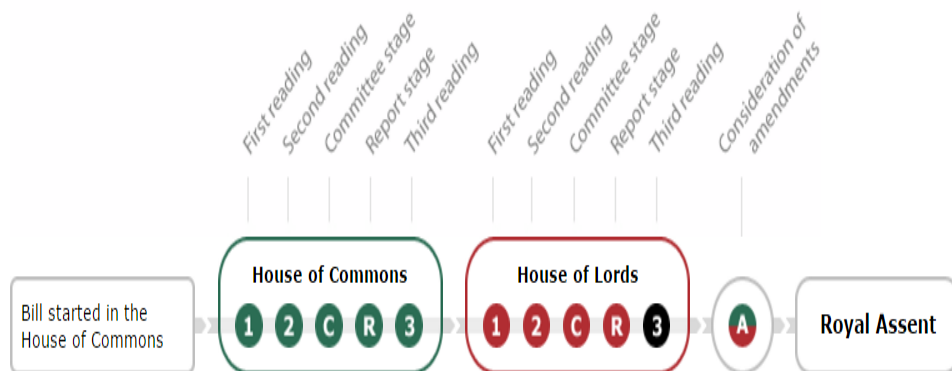 First reading
Second reading
Committee stage
Report stage
Third reading
First reading
Second reading
Committee stage
Report stage
Third reading
Consideration of
amendments
Bill started in the
House of Commons
House of Commons
1 2 C R 3
House of Lords
1 2 C R 3
A
Royal Assent